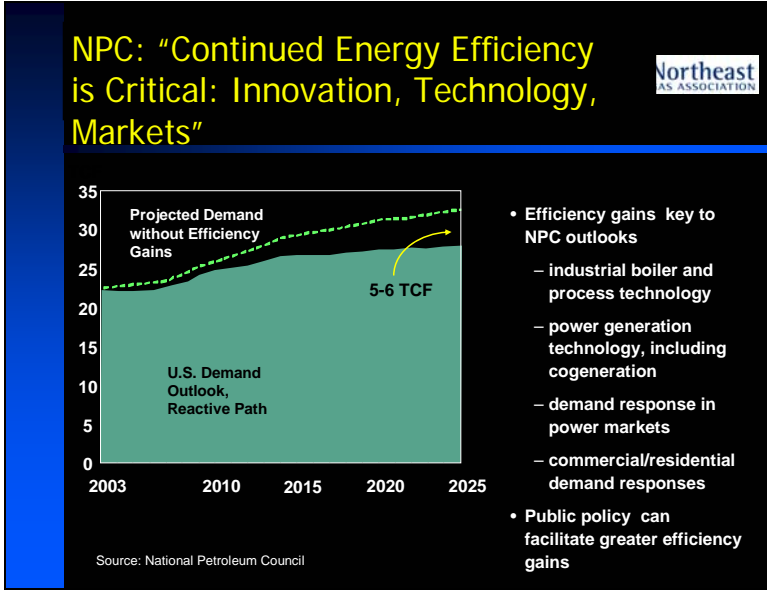 NPC: “Continued Energy Efficiency
is Critical: Innovation, Technology,
Markets”
Northeast
GAS ASSOCIATION
35
30
25
20
15
10
5
0
Projected Demand
without Efficiency
Gains
5-6 TCF
U.S. Demand
Outlook,
Reactive Path
2003 2010 2015 2020 2025
Source: National Petroleum Council
• Efficiency gains key to
NPC outlooks
– industrial boiler and
process technology
– power generation
technology, including
cogeneration
– demand response in
power markets
– commercial/residential
demand responses
• Public policy can
facilitate greater efficiency
gains